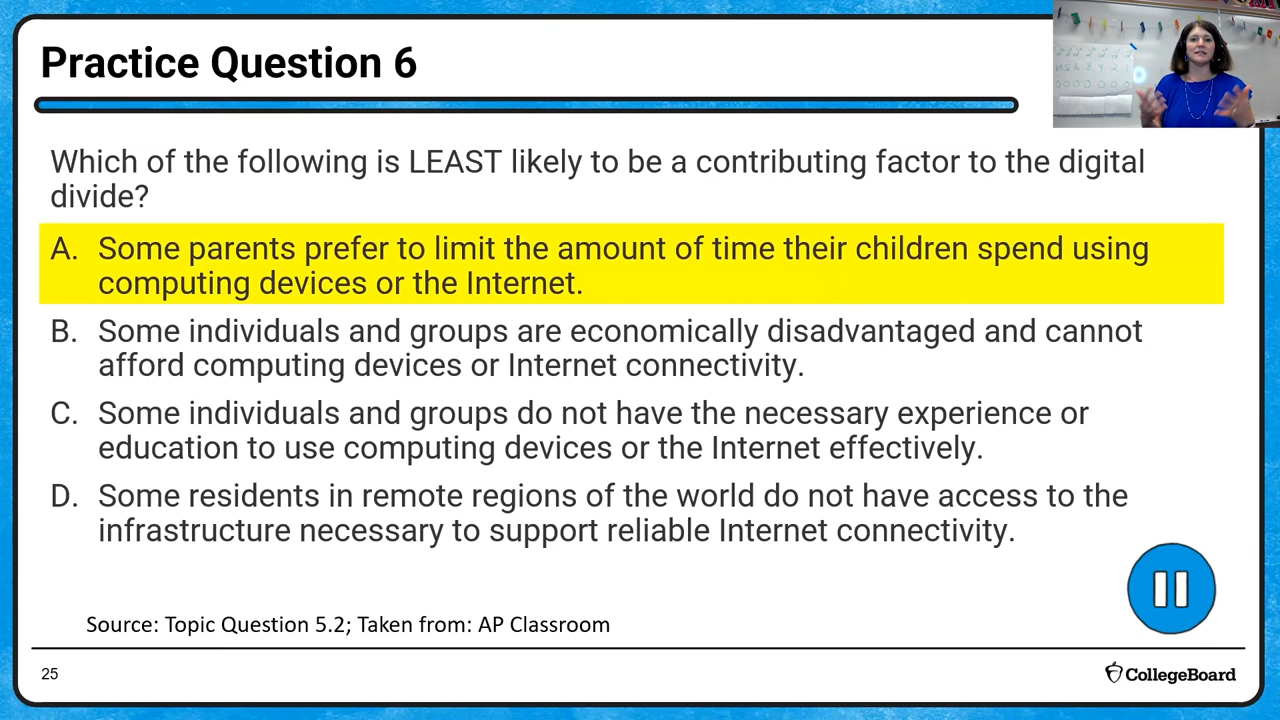 Practice Question 6
Which of the following is LEAST likely to be a contributing factor to the digital
divide?
A. Some parents prefer to limit the amount of time their children spend using
computing devices or the Internet.
B. Some individuals and groups are economically disadvantaged and cannot
afford computing devices or Internet connectivity.
C. Some individuals and groups do not have the necessary experience or
education to use computing devices or the Internet effectively.
D. Some residents in remote regions of the world do not have access to the
infrastructure necessary to support reliable Internet connectivity.
Source: Topic Question 5.2; Taken from: AP Classroom
25
CollegeBoard